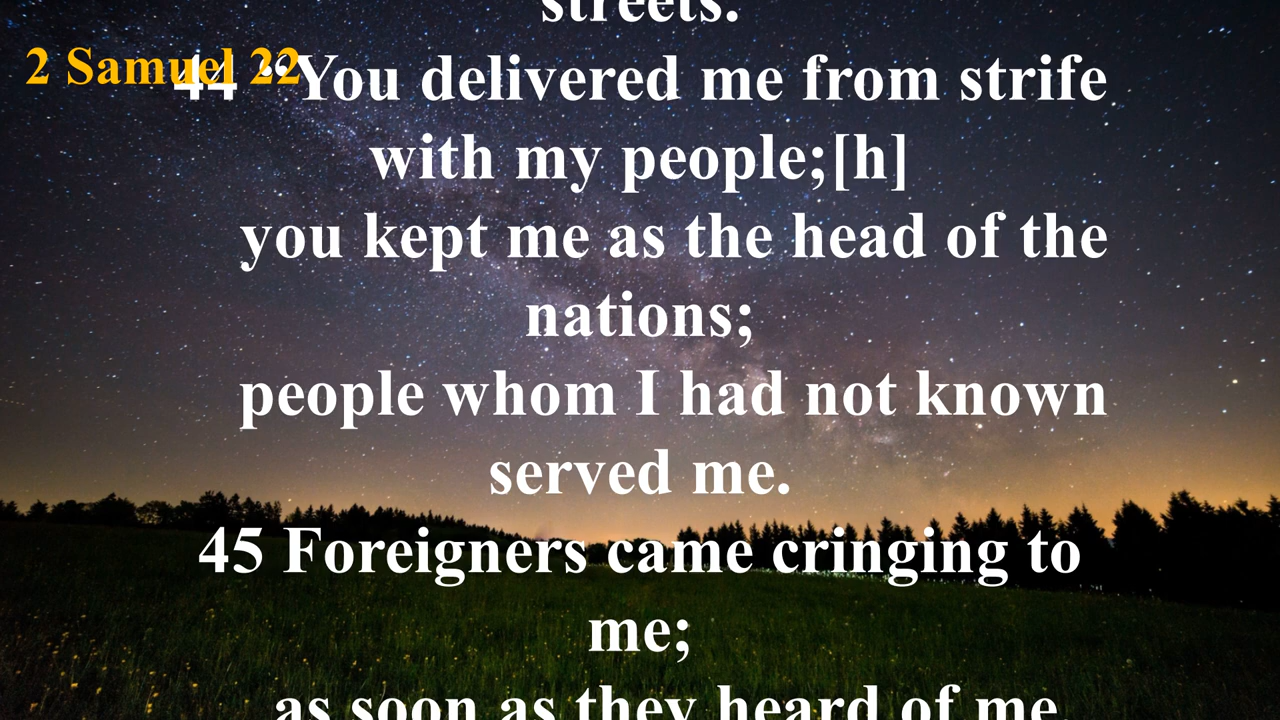 streets.
2 Samuel 22
44 “You delivered me from strife
with my people;[h]
you kept me as the head of the
nations;
people whom I had not known
served me.
45 Foreigners came cringing to
me;
as soon as they heard of me